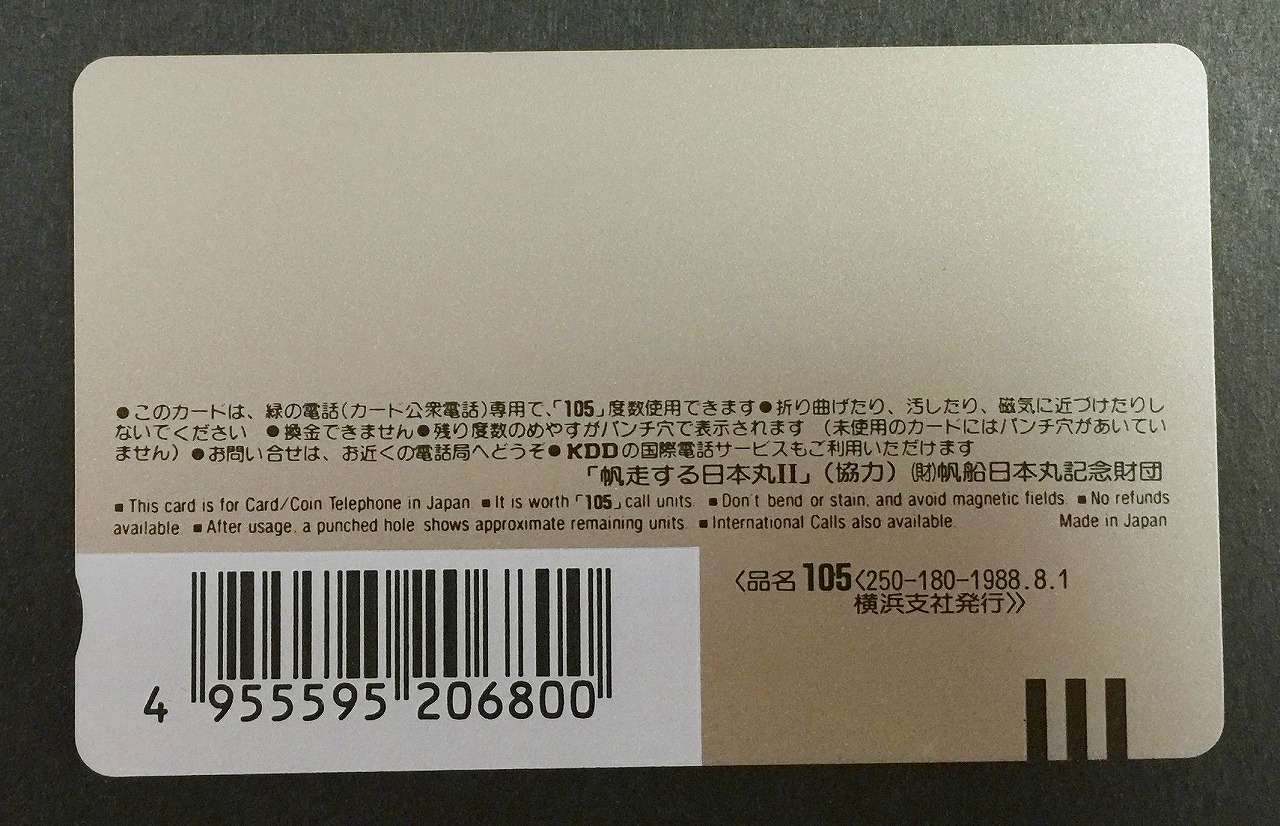 ●このカードは、緑の電話(カード公衆電話)専用で、「105」度数使用できます●折り曲げたり、汚したり、磁気に近づけたりし
ないでください ●換金できません●残り度数のめやすがパンチ穴で表示されます (未使用のカードにはパンチ穴があいてい
ません) ●お問い合せは、お近くの電話局へどうぞ●KDDの国際電話サービスもご利用いただけます
「帆走する日本丸II」(協力)㈶帆船日本丸記念財団
■This card is for Card/Coin Telephone in Japan ■It is worth「105」call units ■Don't bend or stain, and avoid magnetic fields. ■No refunds
available ■After usage. a punched hole shows approximate remaining units ■International Calls also available. Made in Japan
〈品名 105〈250-180-1988.8.1
横浜支社発行》
4 955595 206800